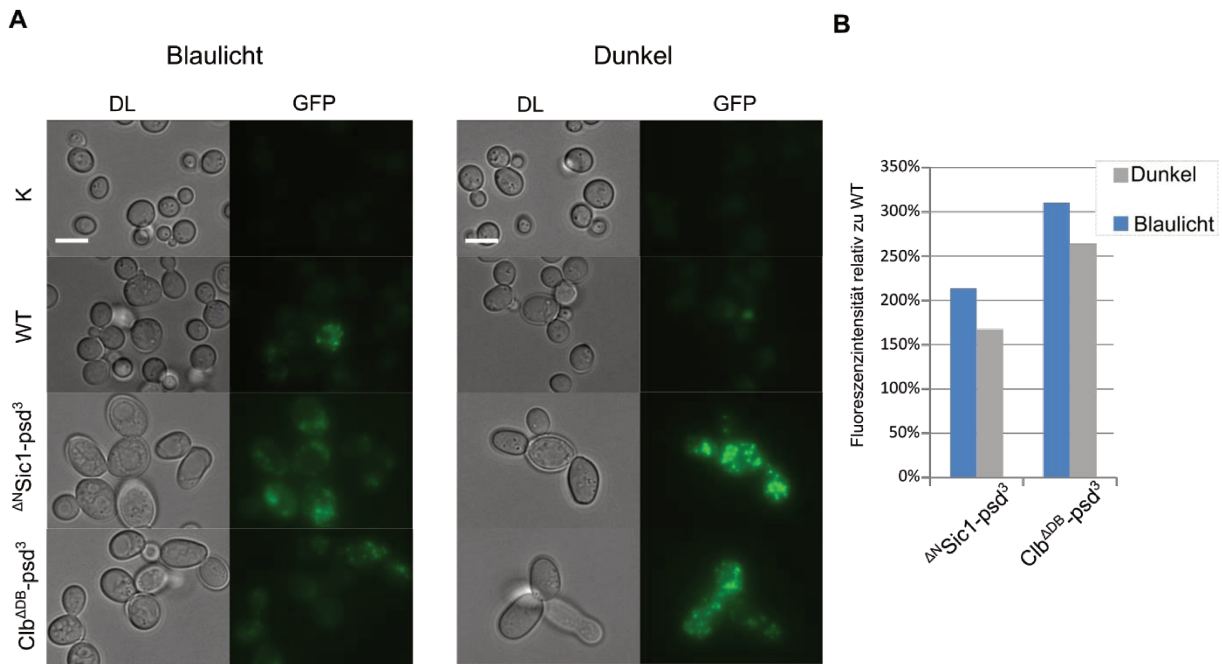 A
Blaulicht
Dunkel
DL GFP DL GFP
K
WT
ΔNSic1-psd³
ClbΔDB-psd³
B
Fluoreszenzintensität relativ zu WT
350%
300%
250%
200%
150%
100%
50%
0%
Dunkel
Blaulicht
ΔNSic1-psd³
ClbΔDB-psd³